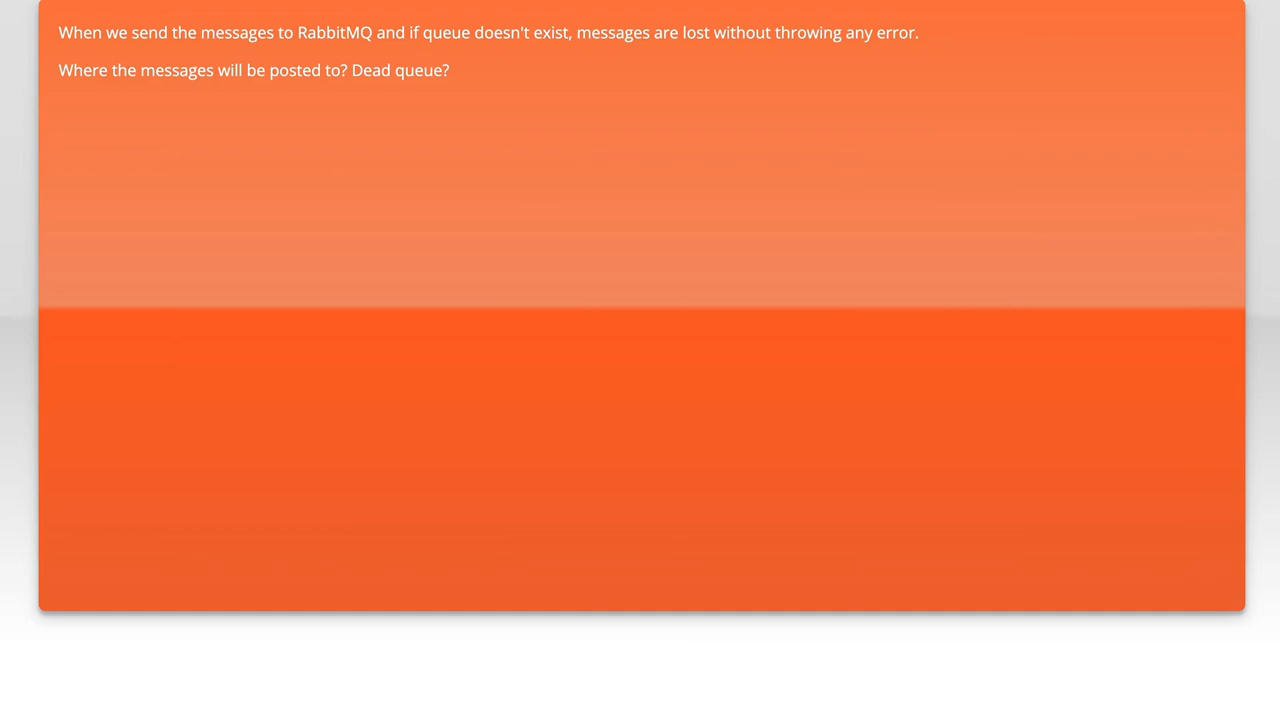 When we send the messages to RabbitMQ and if queue doesn't exist, messages are lost without throwing any error.
Where the messages will be posted to? Dead queue?